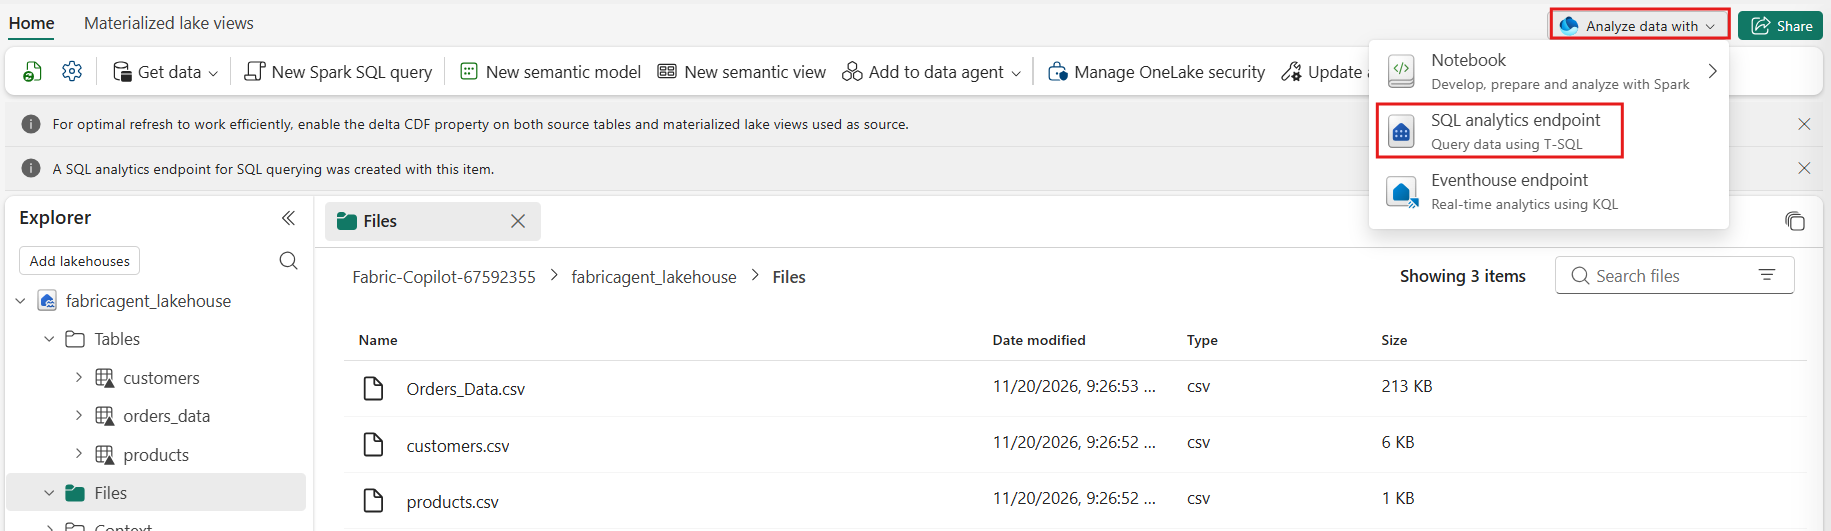 Home
Materialized lake views
Analyze data with
Share
Get data
New Spark SQL query
New semantic model
New semantic view
Add to data agent
Manage OneLake security
Update
Notebook
Develop, prepare and analyze with Spark
SQL analytics endpoint
Query data using T-SQL
Eventhouse endpoint
Real-time analytics using KQL
For optimal refresh to work efficiently, enable the delta CDF property on both source tables and materialized lake views used as source.
A SQL analytics endpoint for SQL querying was created with this item.
Explorer
Add lakehouses
fabricagent_lakehouse
Tables
customers
orders_data
products
Files
Context
Files
Fabric-Copilot-67592355 > fabricagent_lakehouse > Files
Showing 3 items
Search files
Name Date modified Type Size
Orders_Data.csv 11/20/2026, 9:26:53 ... csv 213 KB
customers.csv 11/20/2026, 9:26:52 ... csv 6 KB
products.csv 11/20/2026, 9:26:52 ... csv 1 KB